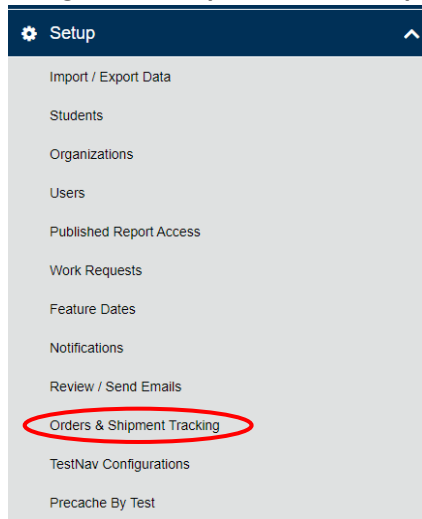 Setup
Import / Export Data
Students
Organizations
Users
Published Report Access
Work Requests
Feature Dates
Notifications
Review / Send Emails
Orders & Shipment Tracking
TestNav Configurations
Precache By Test